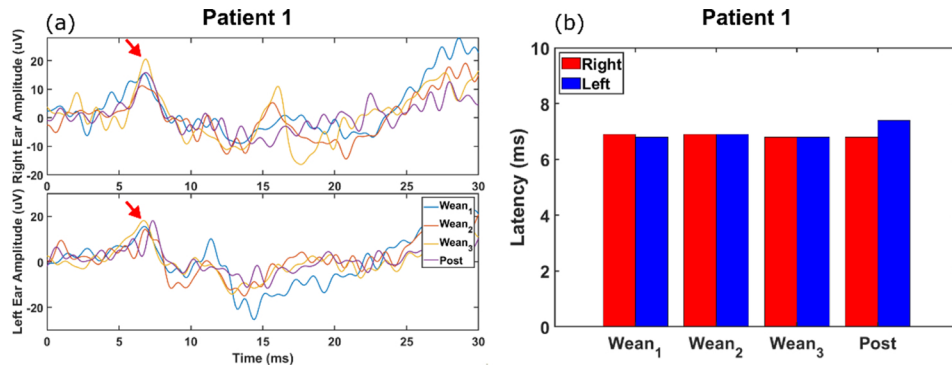 (a)
Patient 1
Right Ear Amplitude (uV)
20
10
0
-10
-20
0
5
10
15
20
25
30
Left Ear Amplitude (uV)
20
0
-20
Wean1
Wean2
Wean3
Post
0
5
10
15
20
25
30
Time (ms)
(b)
Patient 1
Latency (ms)
10
8
6
4
2
0
Right
Left
Wean1
Wean2
Wean3
Post